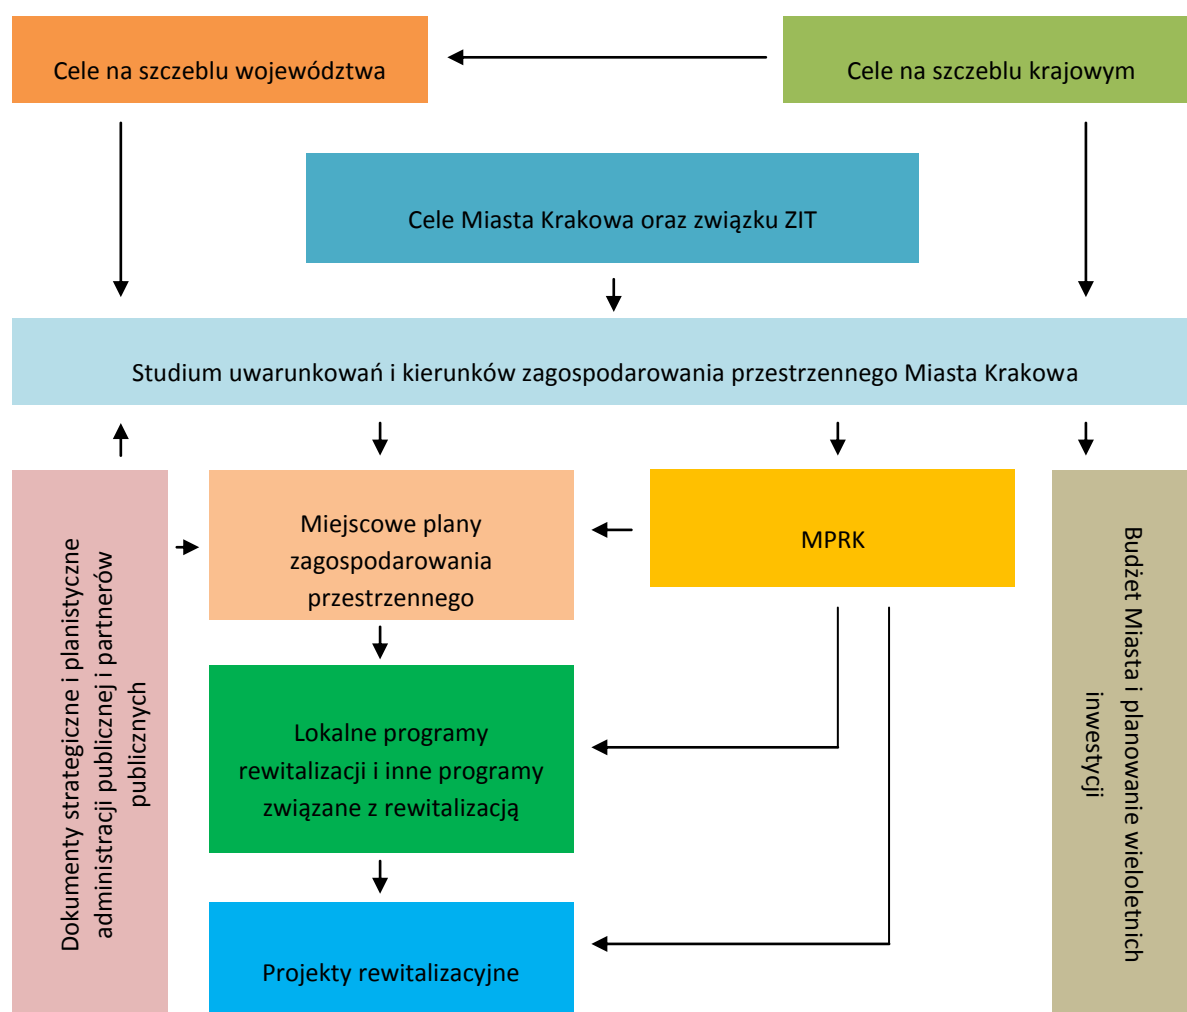 Cele na szczeblu województwa
Cele na szczeblu krajowym
Cele Miasta Krakowa oraz związku ZIT
Studium uwarunkowań i kierunków zagospodarowania przestrzennego Miasta Krakowa
Dokumenty strategiczne i planistyczne
administracji publicznej i partnerów
publicznych
Miejscowe plany
zagospodarowania
przestrzennego
MPRK
Lokalne programy
rewitalizacji i inne programy
związane z rewitalizacją
Projekty rewitalizacyjne
Budżet Miasta i planowanie wieloletnich
inwestycji